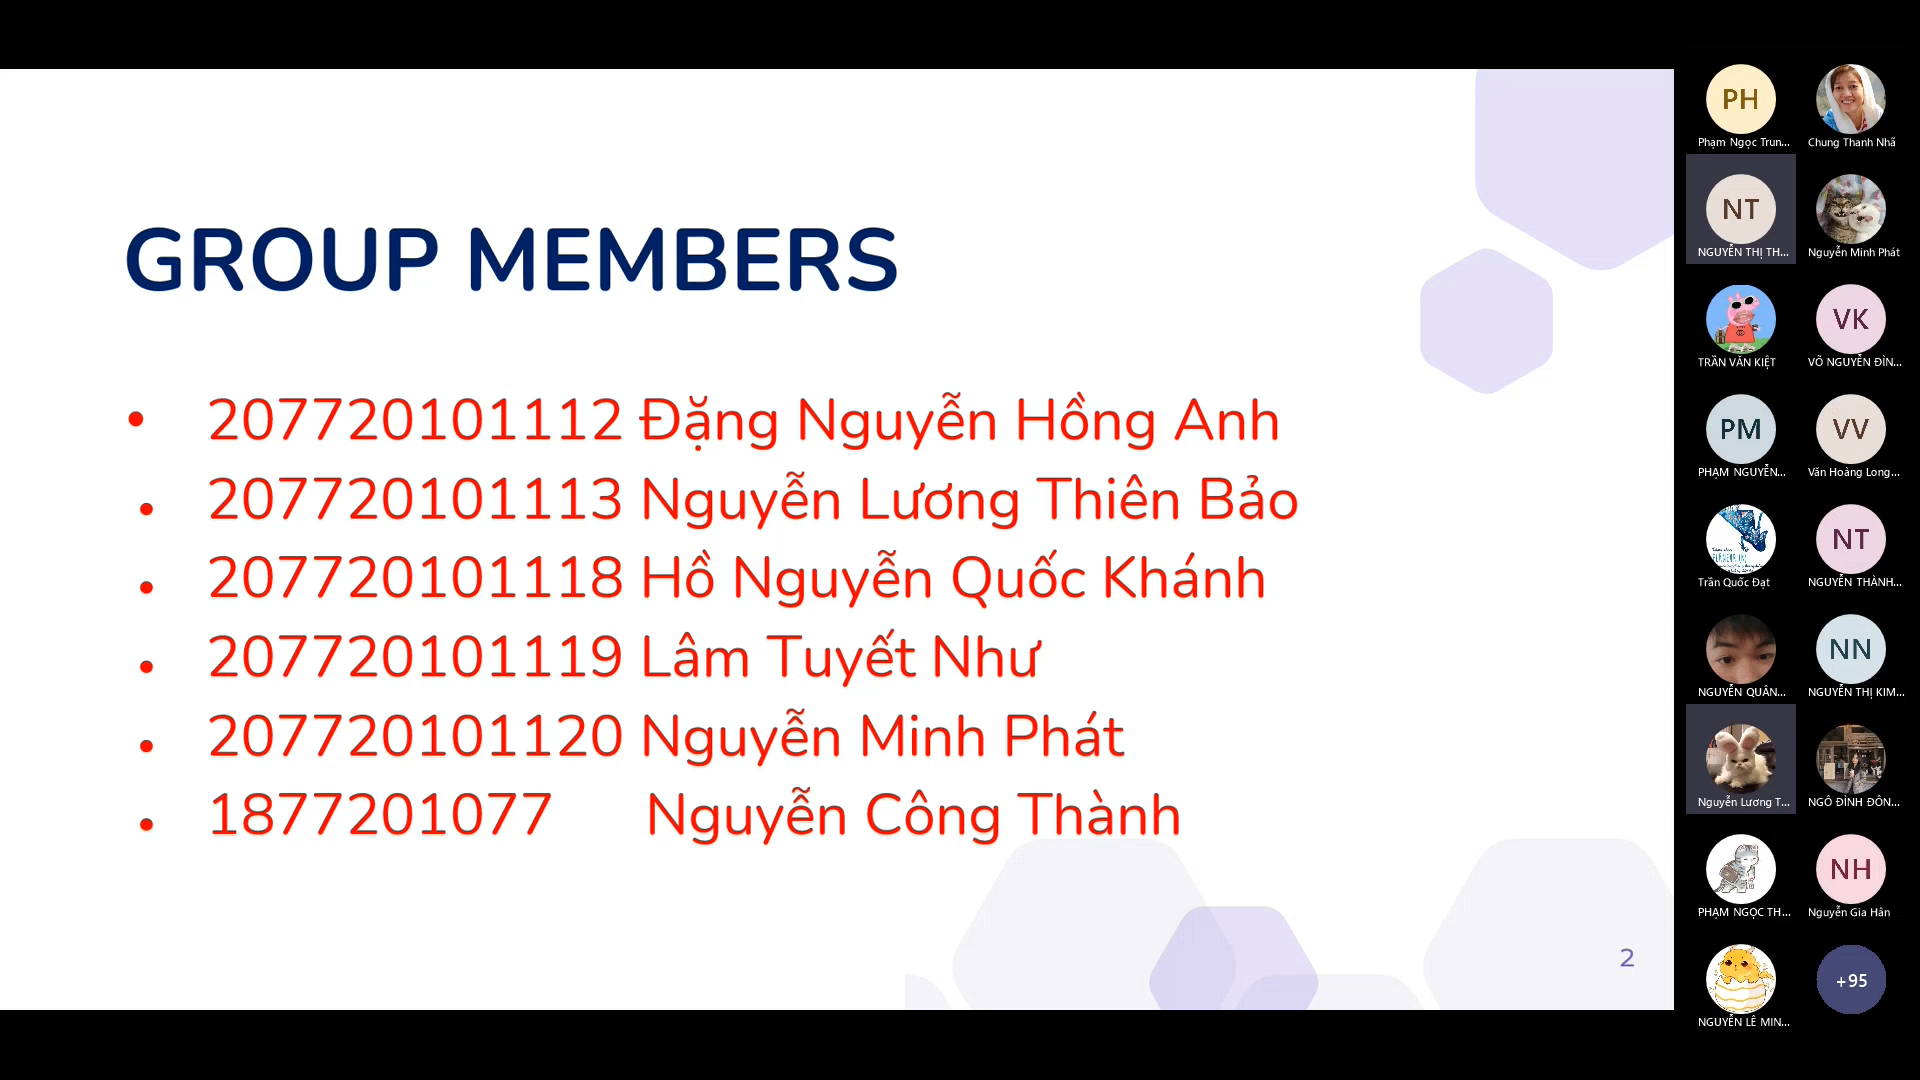 GROUP MEMBERS
• 207720101112 Đặng Nguyễn Hồng Anh
• 207720101113 Nguyễn Lương Thiên Bảo
• 207720101118 Hồ Nguyễn Quốc Khánh
• 207720101119 Lâm Tuyết Như
• 207720101120 Nguyễn Minh Phát
• 1877201077 Nguyễn Công Thành
2
PH
Phạm Ngọc Trun...
Chung Thanh Nhã
NT
NGUYỄN THỊ TH...
Nguyễn Minh Phát
TRẦN VĂN KIỆT
VK
VÕ NGUYỄN ĐÌN...
PM
PHẠM NGUYỄN...
VV
Văn Hoàng Long...
Trần Quốc Đạt
NT
NGUYỄN THÀNH...
NGUYỄN QUÂN...
NN
NGUYỄN THỊ KIM...
Nguyễn Lương T...
NGÔ ĐÌNH ĐÔN...
PHẠM NGỌC TH...
NH
Nguyễn Gia Hân
NGUYỄN LÊ MIN...
+95